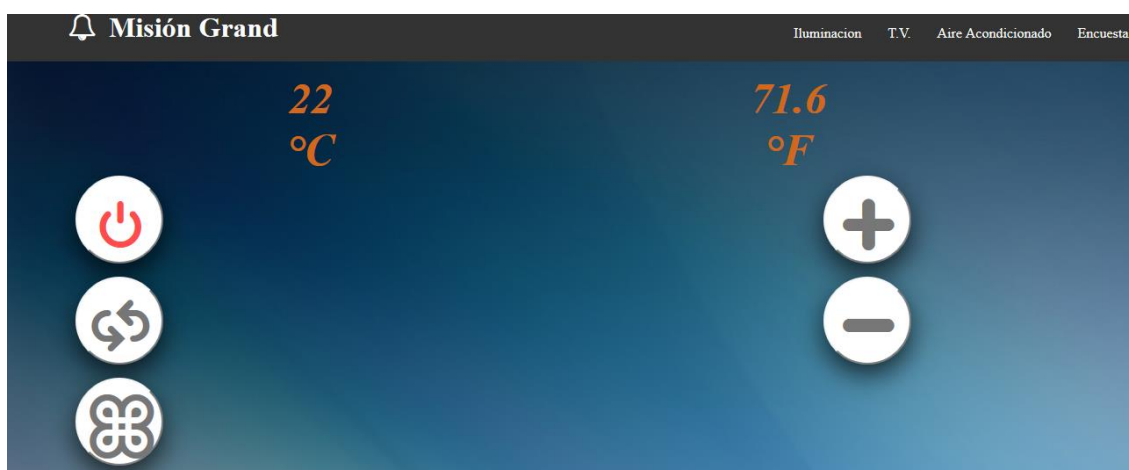 Misión Grand
Iluminacion T.V. Aire Acondicionado Encuesta
22 71.6
°C °F